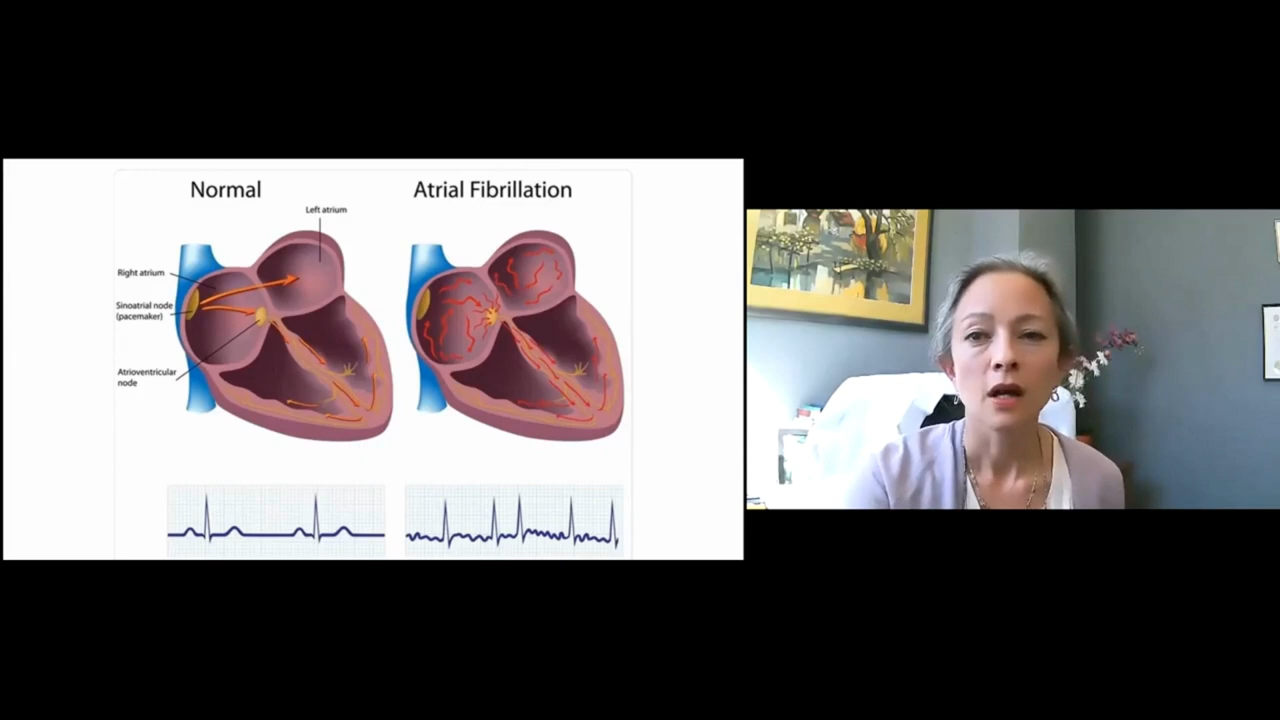 Normal
Atrial Fibrillation
Left atrium
Right atrium
Sinoatrial node
(pacemaker)
Atrioventricular
node